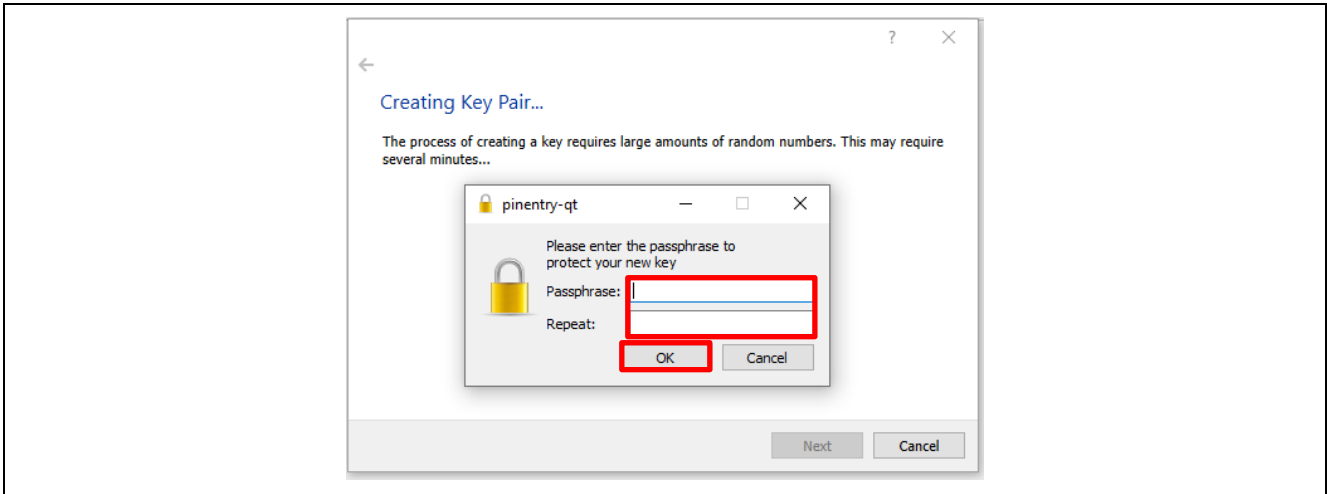 ?
Creating Key Pair...
The process of creating a key requires large amounts of random numbers. This may require
several minutes...
pinentry-qt
Please enter the passphrase to
protect your new key
Passphrase:
Repeat:
OK Cancel
Next Cancel